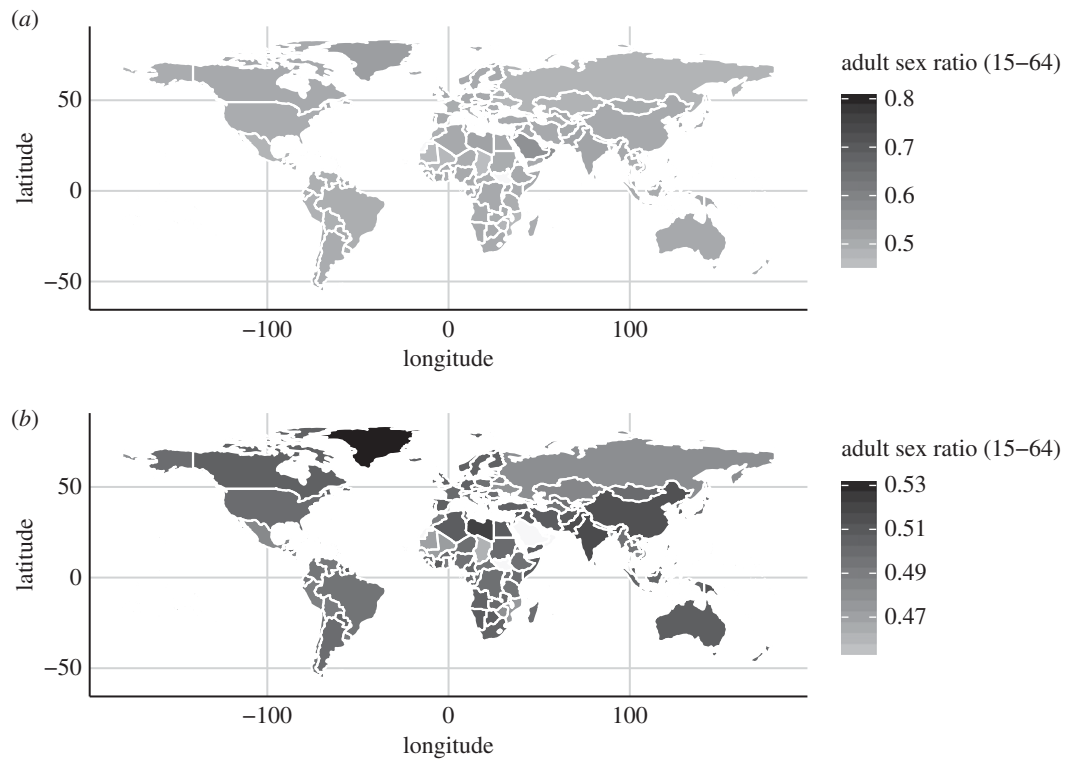 (a)
adult sex ratio (15–64)
0.8
0.7
0.6
0.5
latitude
50
0
−50
−100
0
100
longitude
(b)
adult sex ratio (15–64)
0.53
0.51
0.49
0.47
latitude
50
0
−50
−100
0
100
longitude